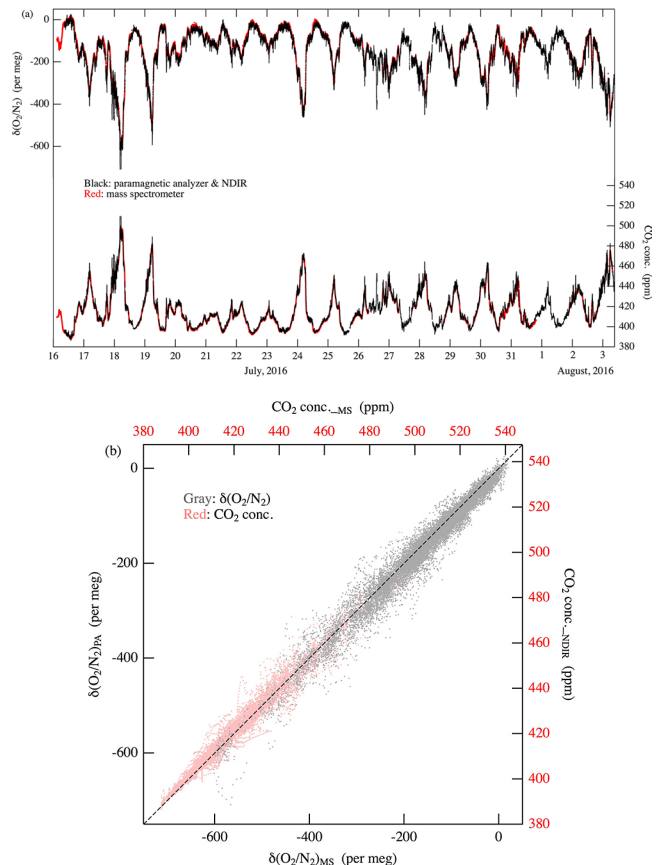 (a)
0
-200
-400
-600
δ(O₂/N₂) (per meg)
Black: paramagnetic analyzer & NDIR
Red: mass spectrometer
540
520
500
480
460
440
420
400
380
CO₂ conc. (ppm)
16 17 18 19 20 21 22 23 24 25 26 27 28 29 30 31 1 2 3
July, 2016 August, 2016
CO₂ conc._MS (ppm)
380 400 420 440 460 480 500 520 540
(b)
Gray: δ(O₂/N₂)
Red: CO₂ conc.
0
-200
-400
-600
δ(O₂/N₂)PA (per meg)
540
520
500
480
460
440
420
400
380
CO₂ conc._NDIR (ppm)
-600 -400 -200 0
δ(O₂/N₂)MS (per meg)